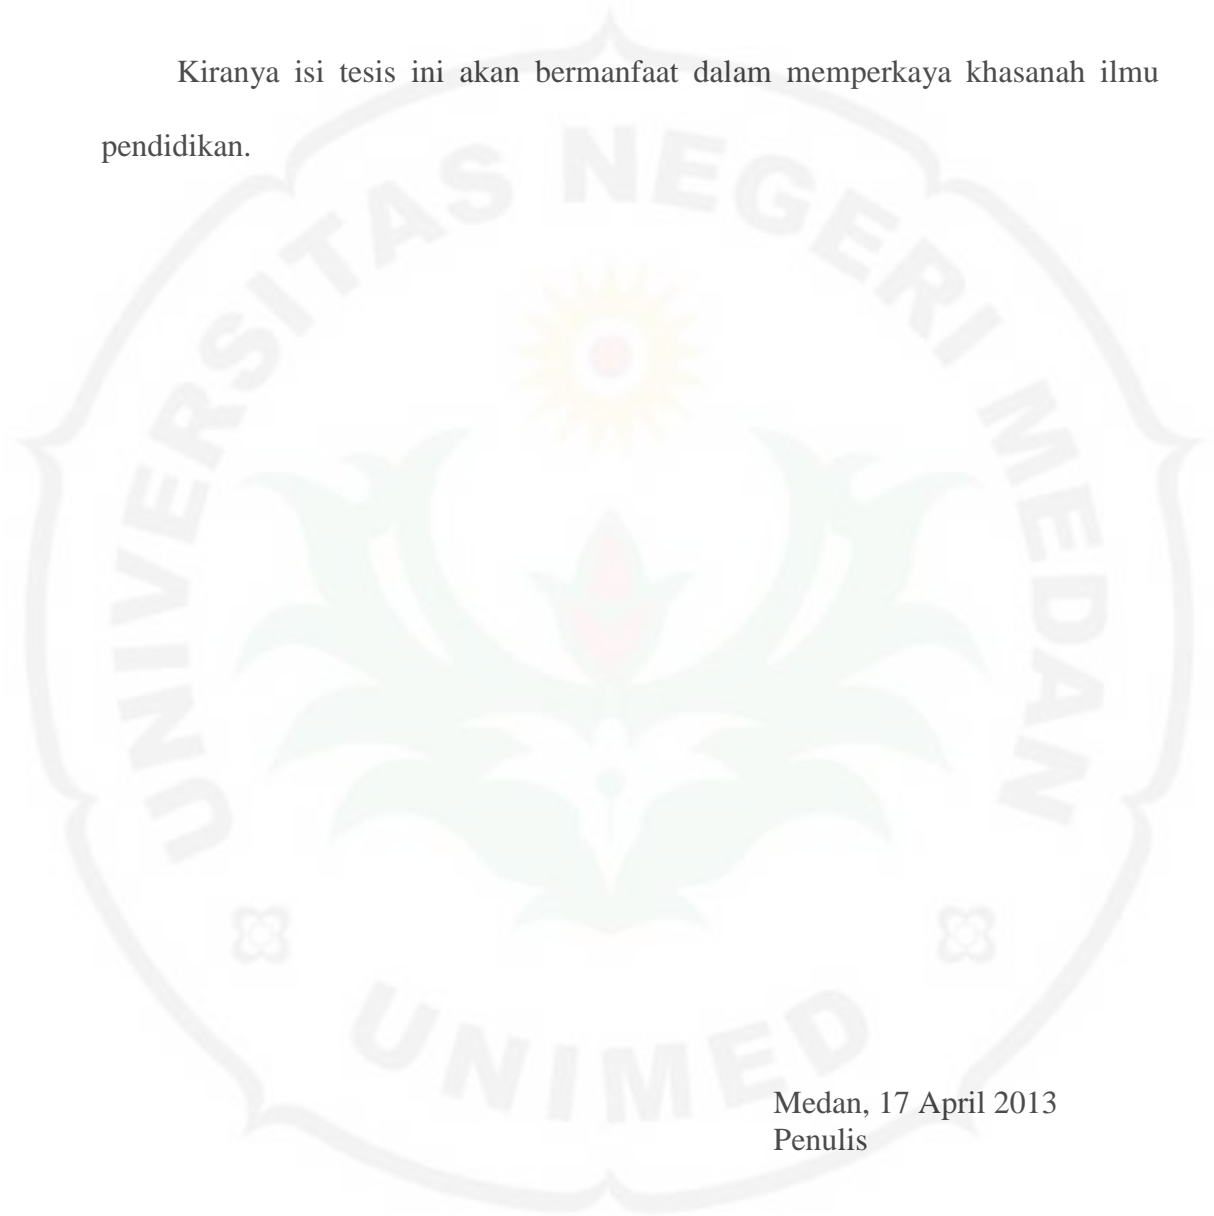 Kiranya isi tesis ini akan bermanfaat dalam memperkaya khasanah ilmu
pendidikan.
UNIVERSITAS NEGERI MEDAN
UNIMED
Medan, 17 April 2013
Penulis